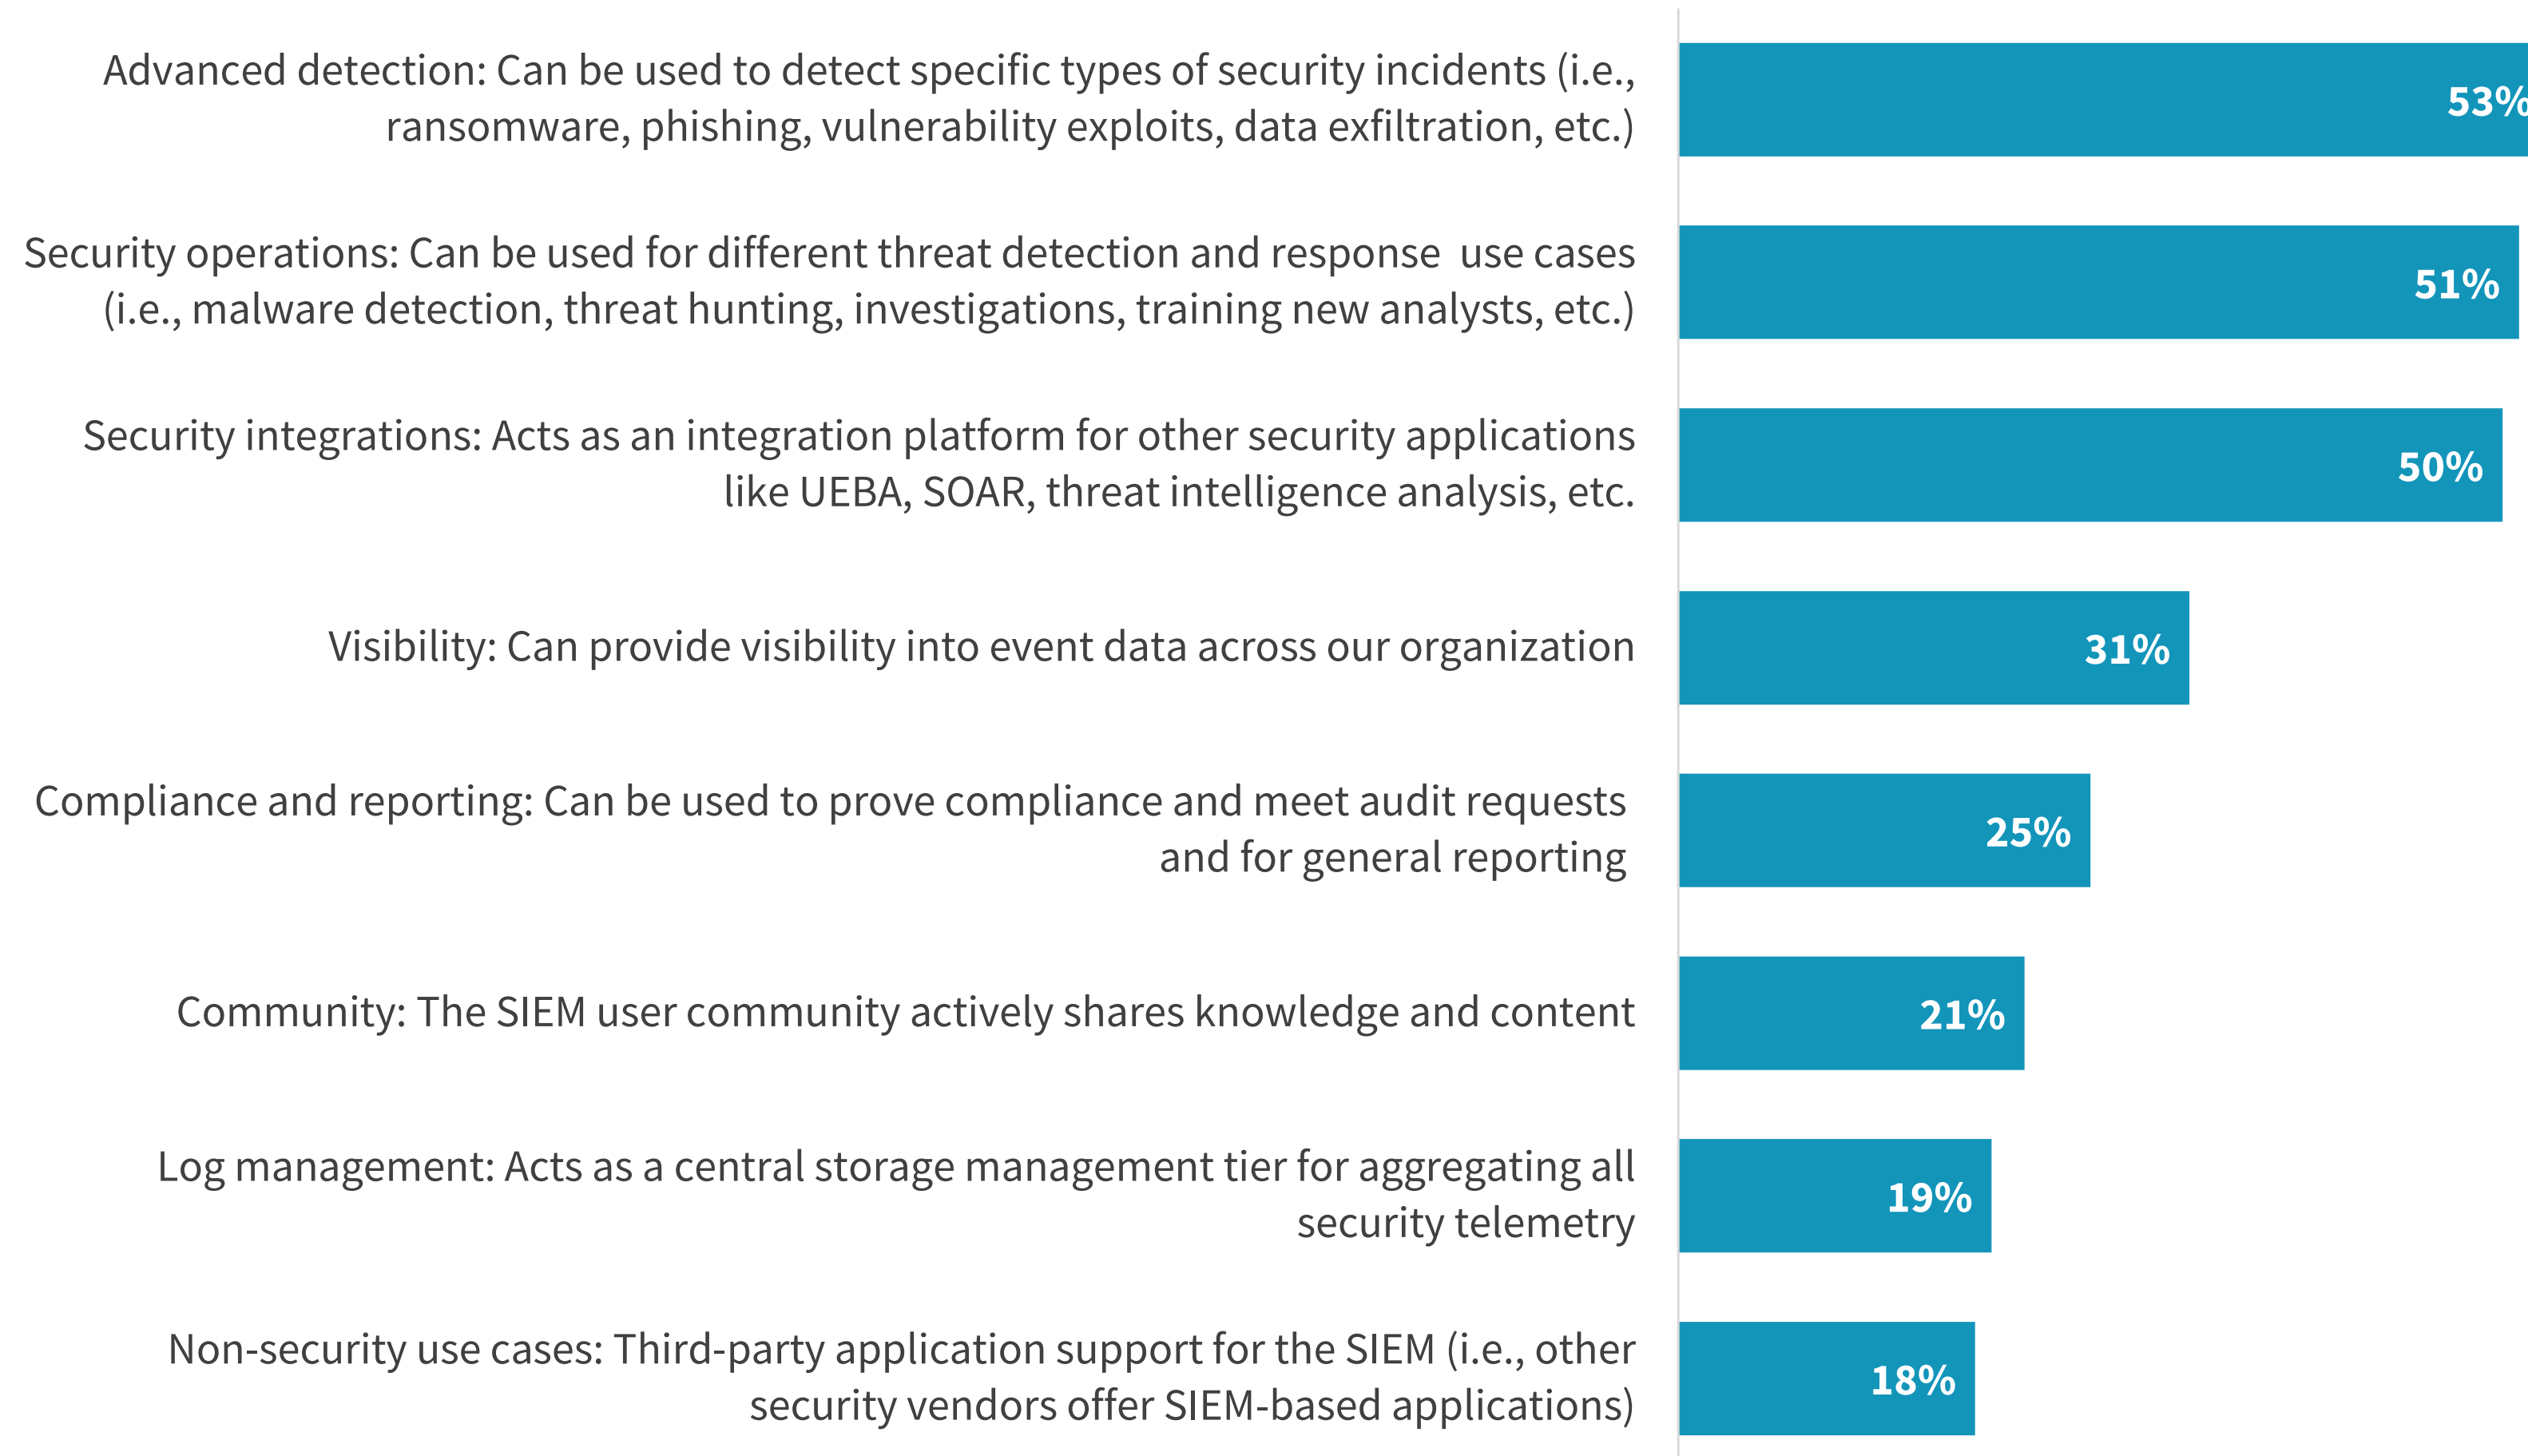 Advanced detection: Can be used to detect specific types of security incidents (i.e.,
ransomware, phishing, vulnerability exploits, data exfiltration, etc.)
53%
Security operations: Can be used for different threat detection and response  use cases
(i.e., malware detection, threat hunting, investigations, training new analysts, etc.)
51%
Security integrations: Acts as an integration platform for other security applications
like UEBA, SOAR, threat intelligence analysis, etc.
50%
Visibility: Can provide visibility into event data across our organization
31%
Compliance and reporting: Can be used to prove compliance and meet audit requests
and for general reporting
25%
Community: The SIEM user community actively shares knowledge and content
21%
Log management: Acts as a central storage management tier for aggregating all
security telemetry
19%
Non-security use cases: Third-party application support for the SIEM (i.e., other
security vendors offer SIEM-based applications)
18%